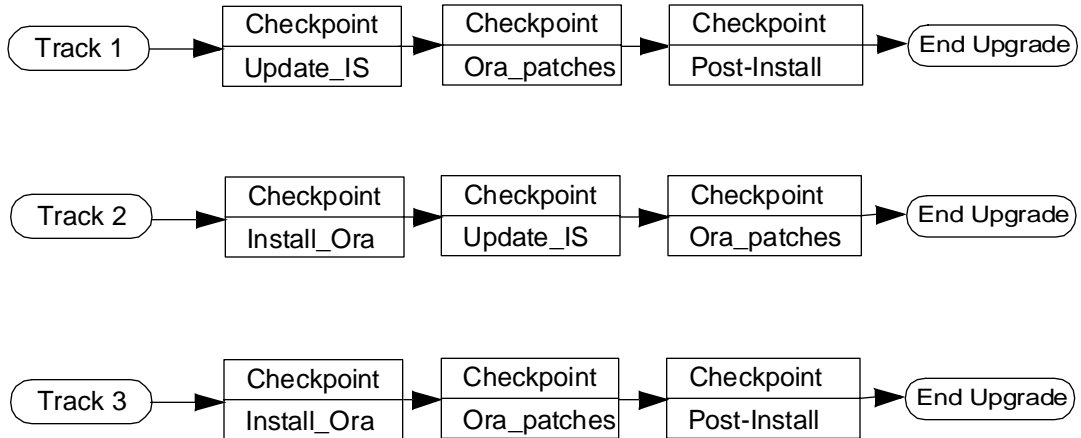 Track 1
Checkpoint
Update_IS
Checkpoint
Ora_patches
Checkpoint
Post-Install
End Upgrade
Track 2
Checkpoint
Install_Ora
Checkpoint
Update_IS
Checkpoint
Ora_patches
End Upgrade
Track 3
Checkpoint
Install_Ora
Checkpoint
Ora_patches
Checkpoint
Post-Install
End Upgrade